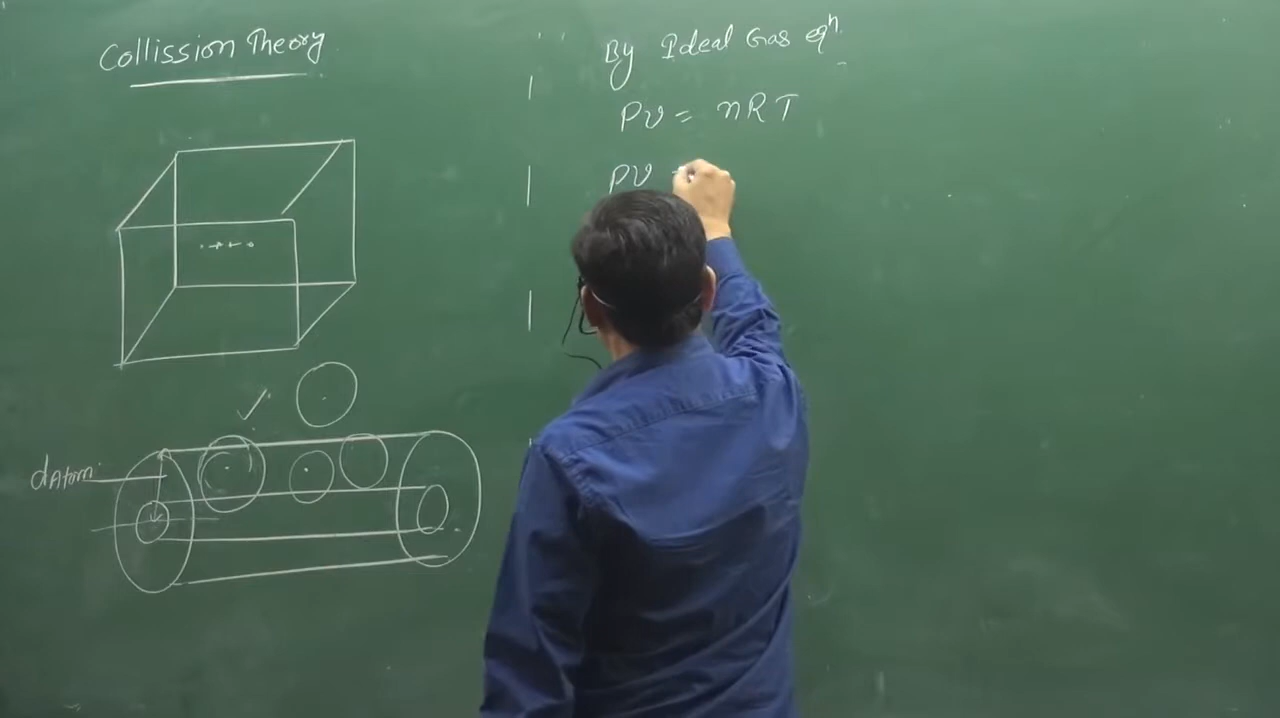 Collission Theory
dAtom
By Ideal Gas eqn.
PV = nRT
PV